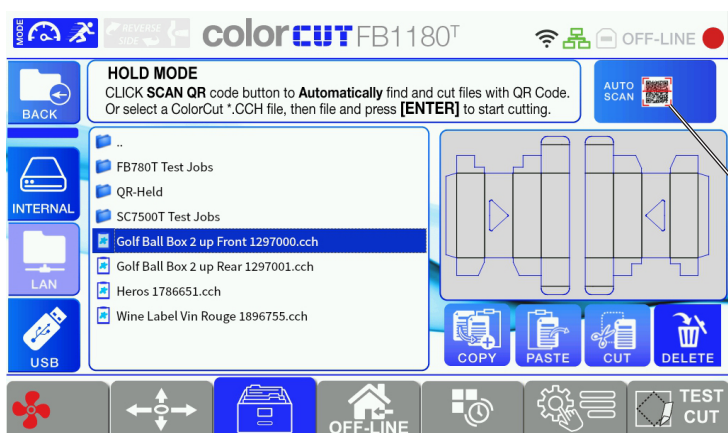 MODE
REVERSE
SIDE
colorCUT FB1180T
OFF-LINE
BACK
HOLD MODE
CLICK SCAN QR code button to Automatically find and cut files with QR Code.
Or select a ColorCut *.CCH file, then file and press [ENTER] to start cutting.
AUTO
SCAN
INTERNAL
LAN
USB
..
FB780T Test Jobs
QR-Held
SC7500T Test Jobs
Golf Ball Box 2 up Front 1297000.cch
Golf Ball Box 2 up Rear 1297001.cch
Heros 1786651.cch
Wine Label Vin Rouge 1896755.cch
COPY
PASTE
CUT
DELETE
OFF-LINE
TEST
CUT